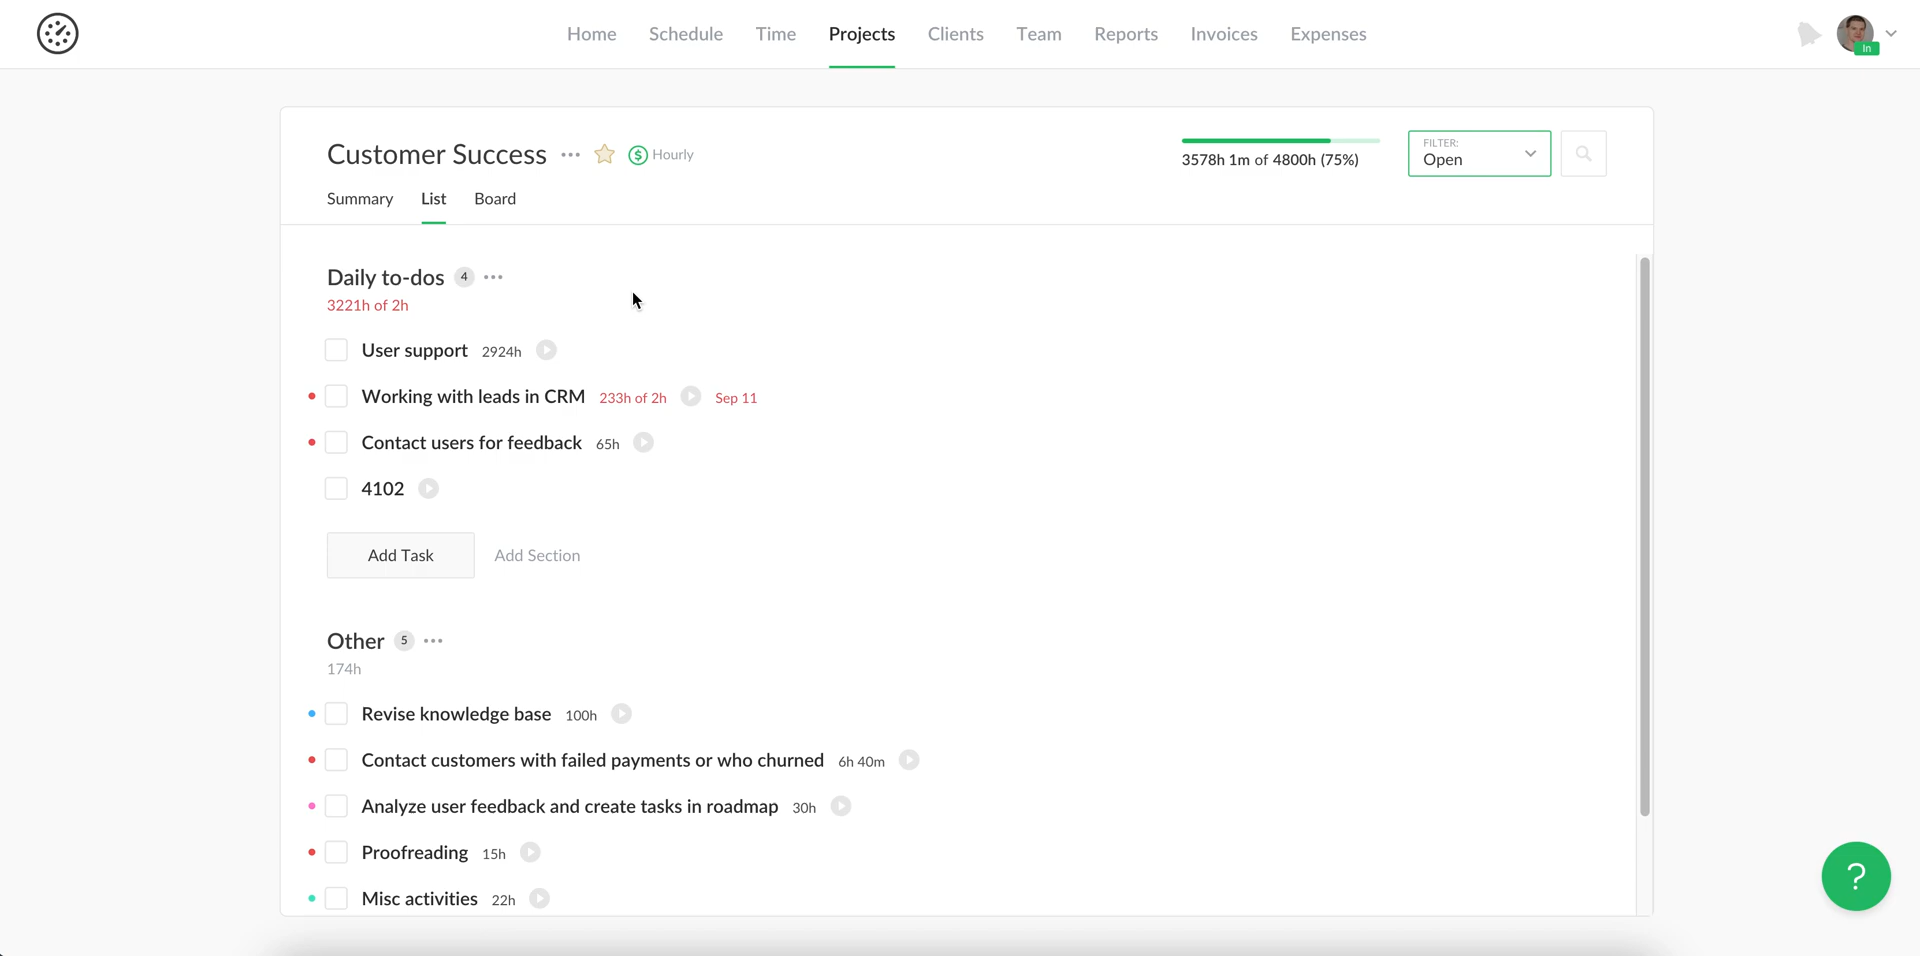 Home Schedule Time Projects Clients Team Reports Invoices Expenses
In
Customer Success Hourly
3578h 1m of 4800h (75%)
FILTER:
Open
Summary List Board
Daily to-dos 4
3221h of 2h
User support 2924h
Working with leads in CRM 233h of 2h Sep 11
Contact users for feedback 65h
4102
Add Task Add Section
Other 5
174h
Revise knowledge base 100h
Contact customers with failed payments or who churned 6h 40m
Analyze user feedback and create tasks in roadmap 30h
Proofreading 15h
Misc activities 22h
?